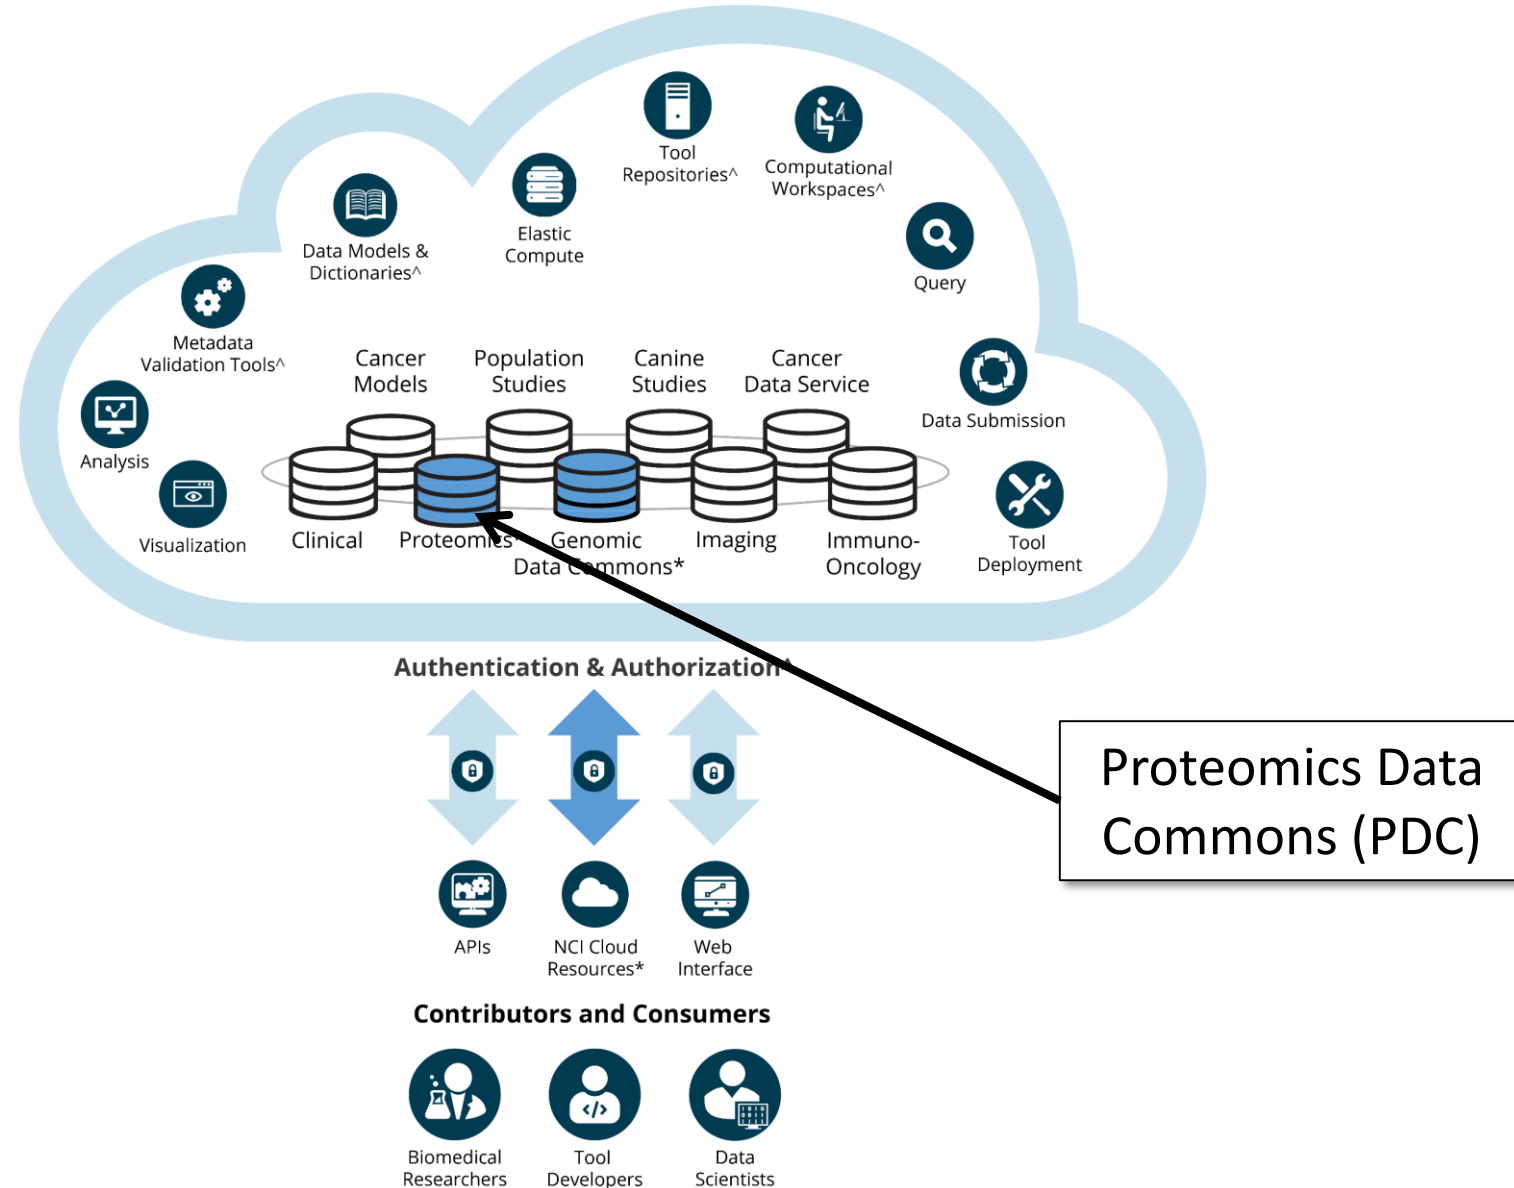 Tool
Repositories^
Computational
Workspaces^
Elastic
Compute
Data Models &
Dictionaries^
Query
Metadata
Validation Tools^
Cancer
Models
Population
Studies
Canine
Studies
Cancer
Data Service
Data Submission
Analysis
Visualization
Clinical
Proteomics^
Genomic
Data Commons*
Imaging
Immuno-
Oncology
Tool
Deployment
Authentication & Authorization^
Proteomics Data
Commons (PDC)
APIs
NCI Cloud
Resources*
Web
Interface
Contributors and Consumers
Biomedical
Researchers
Tool
Developers
Data
Scientists